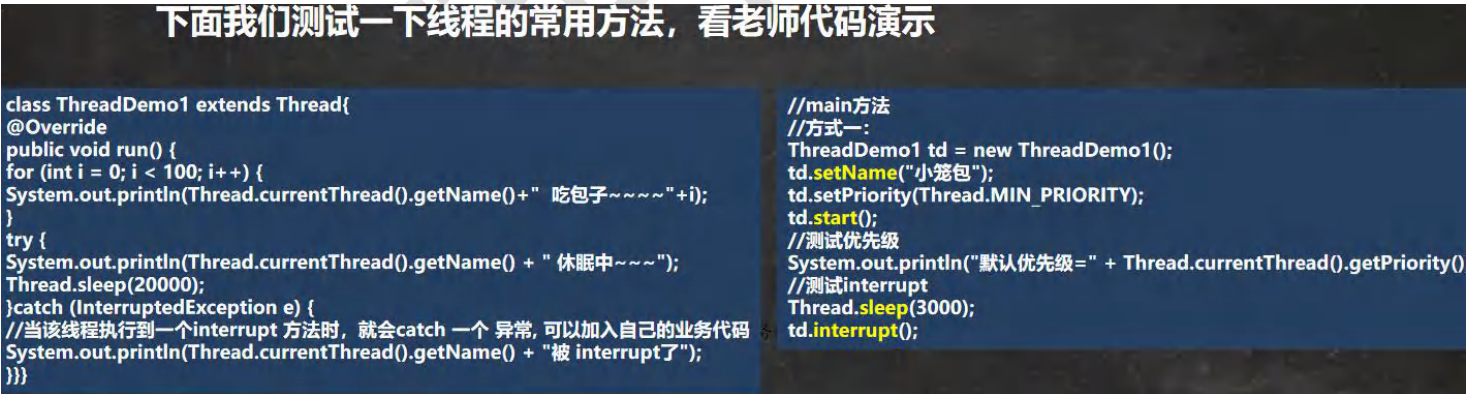 下面我们测试一下线程的常用方法，看老师代码演示
class ThreadDemo1 extends Thread{
@Override
public void run() {
for (int i = 0; i < 100; i++) {
System.out.println(Thread.currentThread().getName()+"  吃包子~~~~"+i);
}
try {
System.out.println(Thread.currentThread().getName() + " 休眠中~~~");
Thread.sleep(20000);
}catch (InterruptedException e) {
//当该线程执行到一个interrupt 方法时，就会catch 一个 异常, 可以加入自己的业务代码
System.out.println(Thread.currentThread().getName() + "被 interrupt了");
}}}
//main方法
//方式一：
ThreadDemo1 td = new ThreadDemo1();
td.setName("小笼包");
td.setPriority(Thread.MIN_PRIORITY);
td.start();
//测试优先级
System.out.println("默认优先级=" + Thread.currentThread().getPriority()
//测试interrupt
Thread.sleep(3000);
td.interrupt();